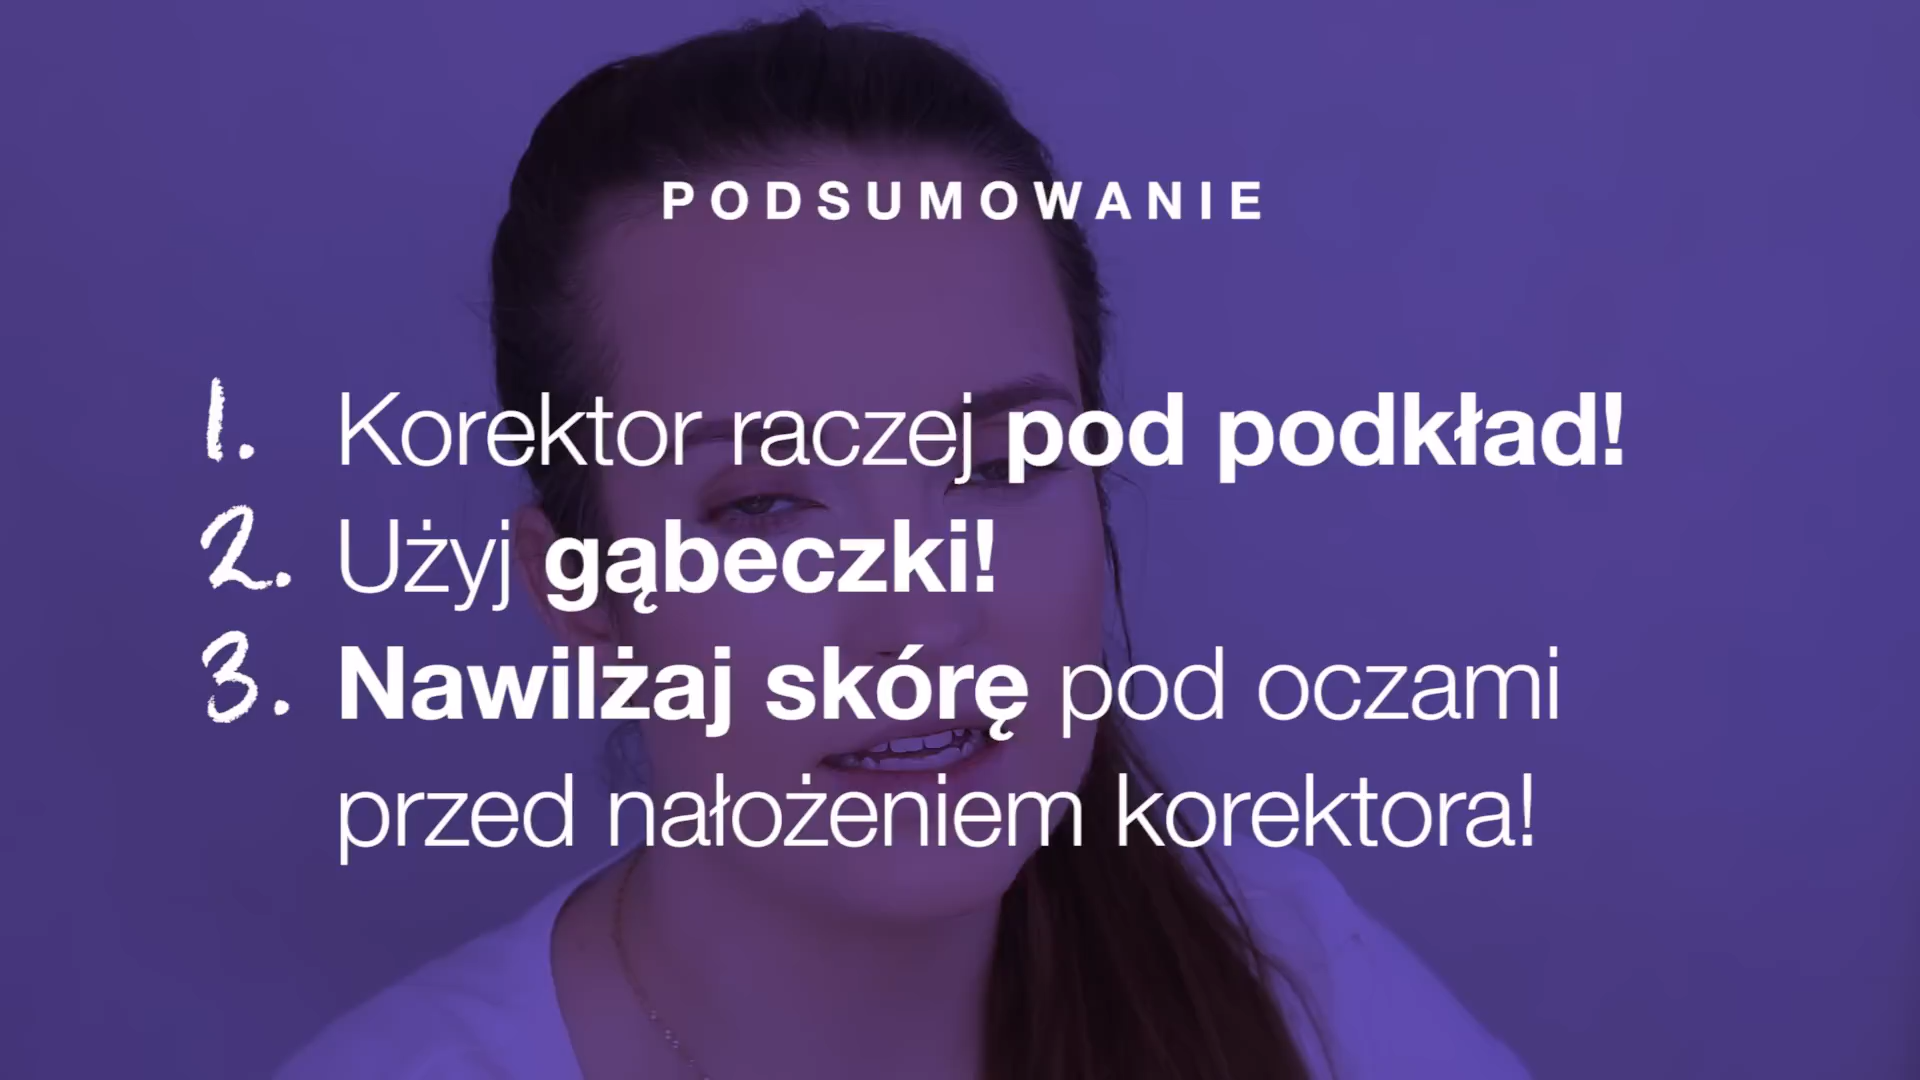 PODSUMOWANIE
1. Korektor raczej pod podkład!
2. Użyj gąbeczki!
3. Nawilżaj skórę pod oczami
przed nałożeniem korektora!